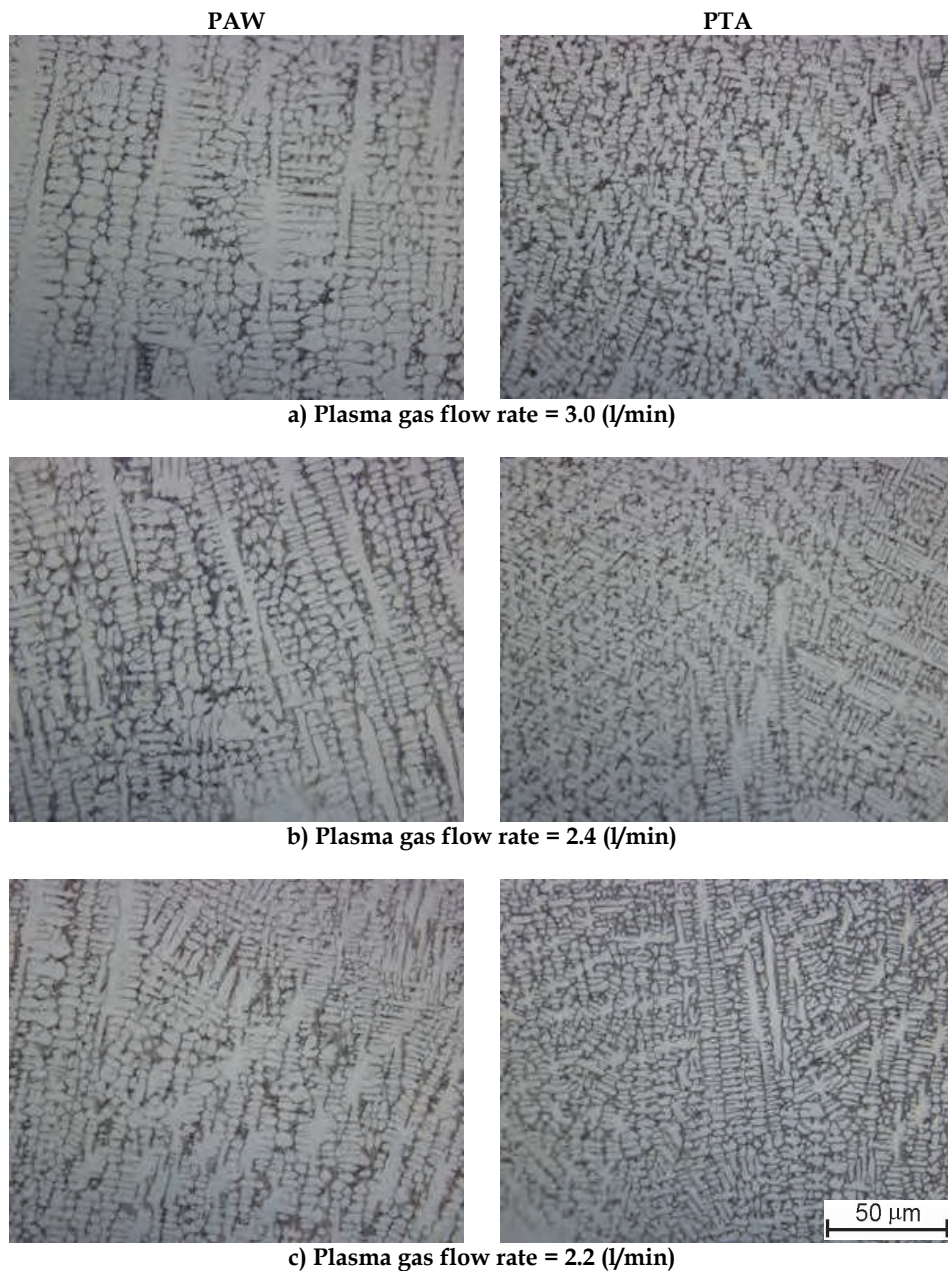 PAW PTA
a) Plasma gas flow rate = 3.0 (l/min)
b) Plasma gas flow rate = 2.4 (l/min)
c) Plasma gas flow rate = 2.2 (l/min)
50 µm